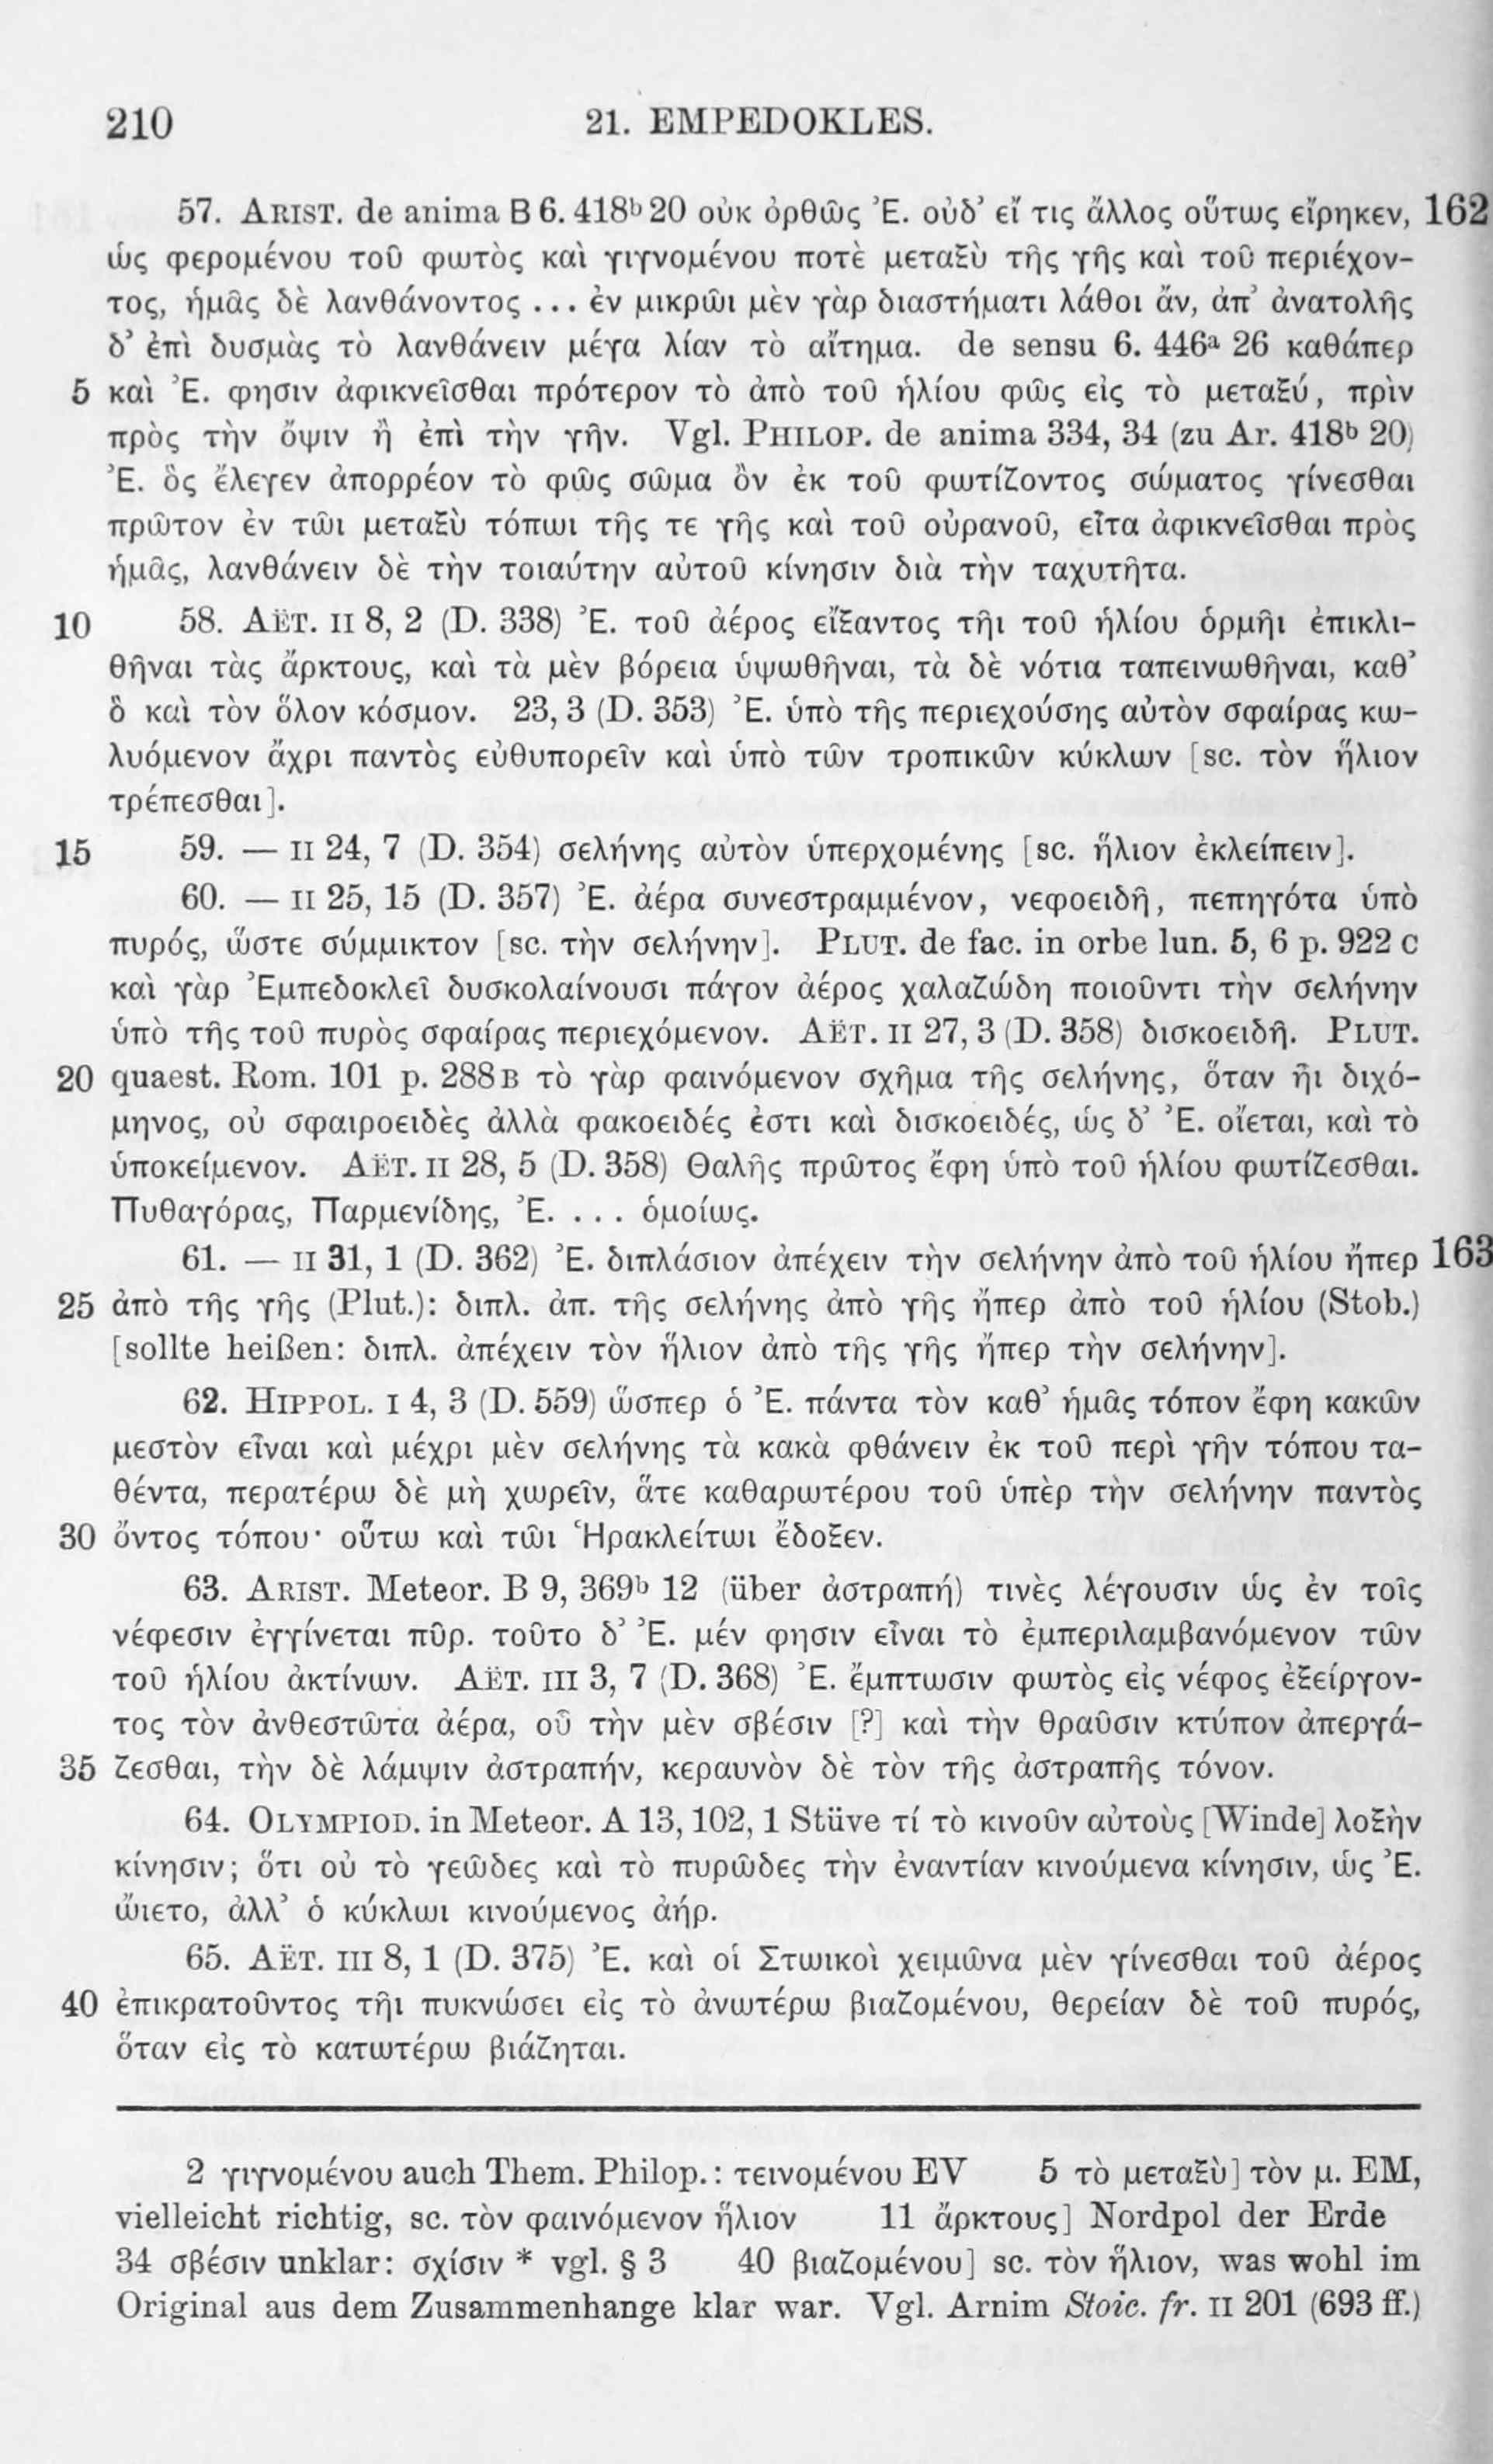 210 21. EMPEDOKLES.
57. Arist. de anima B 6. 418ᵇ 20 οὐκ ὀρθῶς Ἐ. οὐδ᾽ εἴ τις ἄλλος οὕτως εἴρηκεν, 162
ὡς φερομένου τοῦ φωτὸς καὶ γιγνομένου ποτὲ μεταξὺ τῆς γῆς καὶ τοῦ περιέχον-
τος, ἡμᾶς δὲ λανθάνοντος ... ἐν μικρῶι μὲν γὰρ διαστήματι λάθοι ἄν, ἀπ᾽ ἀνατολῆς
δ᾽ ἐπὶ δυσμὰς τὸ λανθάνειν μέγα λίαν τὸ αἴτημα. de sensu 6. 446ᵃ 26 καθάπερ
5 καὶ Ἐ. φησιν ἀφικνεῖσθαι πρότερον τὸ ἀπὸ τοῦ ἡλίου φῶς εἰς τὸ μεταξύ, πρὶν
πρὸς τὴν ὄψιν ἢ ἐπὶ τὴν γῆν. Vgl. Philop. de anima 334, 34 (zu Ar. 418ᵇ 20)
Ἐ. ὃς ἔλεγεν ἀπορρέον τὸ φῶς σῶμα ὂν ἐκ τοῦ φωτίζοντος σώματος γίνεσθαι
πρῶτον ἐν τῶι μεταξὺ τόπωι τῆς τε γῆς καὶ τοῦ οὐρανοῦ, εἶτα ἀφικνεῖσθαι πρὸς
ἡμᾶς, λανθάνειν δὲ τὴν τοιαύτην αὐτοῦ κίνησιν διὰ τὴν ταχυτῆτα.
10 58. Aët. II 8, 2 (D. 338) Ἐ. τοῦ ἀέρος εἴξαντος τῆι τοῦ ἡλίου ὁρμῆι ἐπικλι-
θῆναι τὰς ἄρκτους, καὶ τὰ μὲν βόρεια ὑψωθῆναι, τὰ δὲ νότια ταπεινωθῆναι, καθ᾽
ὃ καὶ τὸν ὅλον κόσμον. 23, 3 (D. 353) Ἐ. ὑπὸ τῆς περιεχούσης αὐτὸν σφαίρας κω-
λυόμενον ἄχρι παντὸς εὐθυπορεῖν καὶ ὑπὸ τῶν τροπικῶν κύκλων [sc. τὸν ἥλιον
τρέπεσθαι].
15 59. — II 24, 7 (D. 354) σελήνης αὐτὸν ὑπερχομένης [sc. ἥλιον ἐκλείπειν].
60. — II 25, 15 (D. 357) Ἐ. ἀέρα συνεστραμμένον, νεφοειδῆ, πεπηγότα ὑπὸ
πυρός, ὥστε σύμμικτον [sc. τὴν σελήνην]. Plut. de fac. in orbe lun. 5, 6 p. 922 c
καὶ γὰρ Ἐμπεδοκλεῖ δυσκολαίνουσι πάγον ἀέρος χαλαζώδη ποιοῦντι τὴν σελήνην
ὑπὸ τῆς τοῦ πυρὸς σφαίρας περιεχόμενον. Aët. II 27, 3 (D. 358) δισκοειδῆ. Plut.
20 quaest. Rom. 101 p. 288 B τὸ γὰρ φαινόμενον σχῆμα τῆς σελήνης, ὅταν ἦι διχό-
μηνος, οὐ σφαιροειδὲς ἀλλὰ φακοειδές ἐστι καὶ δισκοειδές, ὡς δ᾽ Ἐ. οἴεται, καὶ τὸ
ὑποκείμενον. Aët. II 28, 5 (D. 358) Θαλῆς πρῶτος ἔφη ὑπὸ τοῦ ἡλίου φωτίζεσθαι.
Πυθαγόρας, Παρμενίδης, Ἐ. ... ὁμοίως.
61. — II 31, 1 (D. 362) Ἐ. διπλάσιον ἀπέχειν τὴν σελήνην ἀπὸ τοῦ ἡλίου ἤπερ 163
25 ἀπὸ τῆς γῆς (Plut.): διπλ. ἀπ. τῆς σελήνης ἀπὸ γῆς ἤπερ ἀπὸ τοῦ ἡλίου (Stob.)
[sollte heißen: διπλ. ἀπέχειν τὸν ἥλιον ἀπὸ τῆς γῆς ἤπερ τὴν σελήνην].
62. Hippol. I 4, 3 (D. 559) ὥσπερ ὁ Ἐ. πάντα τὸν καθ᾽ ἡμᾶς τόπον ἔφη κακῶν
μεστὸν εἶναι καὶ μέχρι μὲν σελήνης τὰ κακὰ φθάνειν ἐκ τοῦ περὶ γῆν τόπου τα-
θέντα, περατέρω δὲ μὴ χωρεῖν, ἅτε καθαρωτέρου τοῦ ὑπὲρ τὴν σελήνην παντὸς
30 ὄντος τόπου· οὕτω καὶ τῶι Ἡρακλείτωι ἔδοξεν.
63. Arist. Meteor. B 9, 369ᵇ 12 (über ἀστραπή) τινὲς λέγουσιν ὡς ἐν τοῖς
νέφεσιν ἐγγίνεται πῦρ. τοῦτο δ᾽ Ἐ. μέν φησιν εἶναι τὸ ἐμπεριλαμβανόμενον τῶν
τοῦ ἡλίου ἀκτίνων. Aët. III 3, 7 (D. 368) Ἐ. ἔμπτωσιν φωτὸς εἰς νέφος ἐξείργον-
τος τὸν ἀνθεστῶτα ἀέρα, οὗ τὴν μὲν σβέσιν [?] καὶ τὴν θραῦσιν κτύπον ἀπεργά-
35 ζεσθαι, τὴν δὲ λάμψιν ἀστραπήν, κεραυνὸν δὲ τὸν τῆς ἀστραπῆς τόνον.
64. Olympiod. in Meteor. A 13, 102, 1 Stüve τί τὸ κινοῦν αὐτοὺς [Winde] λοξὴν
κίνησιν; ὅτι οὐ τὸ γεῶδες καὶ τὸ πυρῶδες τὴν ἐναντίαν κινούμενα κίνησιν, ὡς Ἐ.
ὤιετο, ἀλλ᾽ ὁ κύκλωι κινούμενος ἀήρ.
65. Aët. III 8, 1 (D. 375) Ἐ. καὶ οἱ Στωικοὶ χειμῶνα μὲν γίνεσθαι τοῦ ἀέρος
40 ἐπικρατοῦντος τῆι πυκνώσει εἰς τὸ ἀνωτέρω βιαζομένου, θερείαν δὲ τοῦ πυρός,
ὅταν εἰς τὸ κατωτέρω βιάζηται.
2 γιγνομένου auch Them. Philop.: τεινομένου EV 5 τὸ μεταξὺ] τὸν μ. EM,
vielleicht richtig, sc. τὸν φαινόμενον ἥλιον 11 ἄρκτους] Nordpol der Erde
34 σβέσιν unklar: σχίσιν * vgl. § 3 40 βιαζομένου] sc. τὸν ἥλιον, was wohl im
Original aus dem Zusammenhange klar war. Vgl. Arnim Stoic. fr. II 201 (693 ff.)